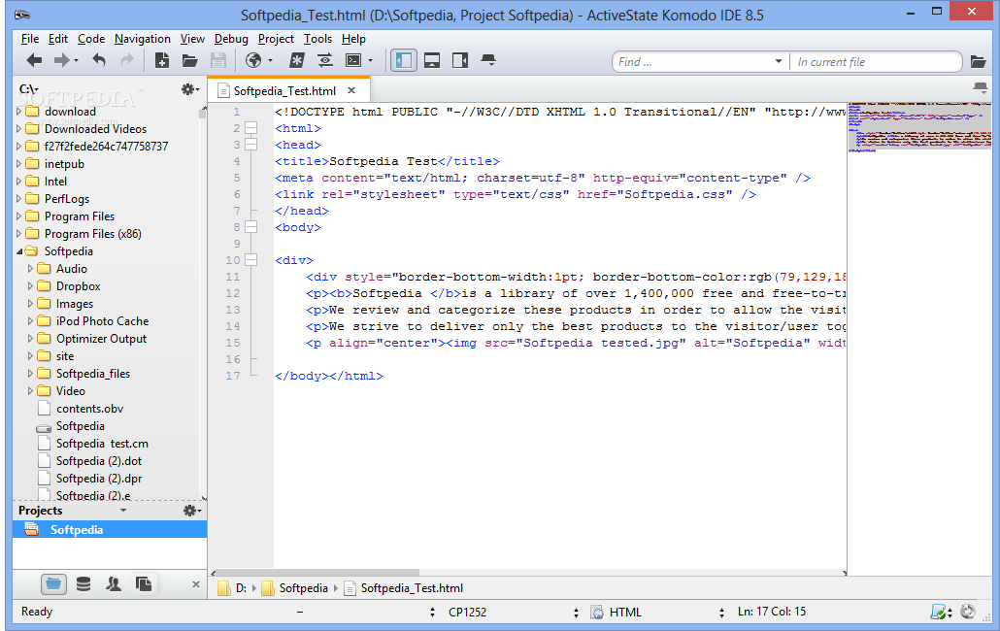 Softpedia_Test.html (D:\Softpedia, Project Softpedia) - ActiveState Komodo IDE 8.5
File Edit Code Navigation View Debug Project Tools Help
Find ... In current file
C:\
SOFTPEDIA
download
Downloaded Videos
f27f2fede264c747758737
inetpub
Intel
PerfLogs
Program Files
Program Files (x86)
Softpedia
Audio
Dropbox
Images
iPod Photo Cache
Optimizer Output
site
Softpedia_files
Video
contents.obv
Softpedia
Softpedia test.cm
Softpedia (2).dot
Softpedia (2).dpr
Softpedia (2).e
Projects
Softpedia
Softpedia_Test.html
1 <!DOCTYPE html PUBLIC "-//W3C//DTD XHTML 1.0 Transitional//EN" "http://www
2 <html>
3 <head>
4 <title>Softpedia Test</title>
5 <meta content="text/html; charset=utf-8" http-equiv="content-type" />
6 <link rel="stylesheet" type="text/css" href="Softpedia.css" />
7 </head>
8 <body>
9
10 <div>
11 <div style="border-bottom-width:1pt; border-bottom-color:rgb(79,129,18
12 <p><b>Softpedia </b>is a library of over 1,400,000 free and free-to-t
13 <p>We review and categorize these products in order to allow the visit
14 <p>We strive to deliver only the best products to the visitor/user tog
15 <p align="center"><img src="Softpedia tested.jpg" alt="Softpedia" widt
16
17 </body></html>
D: Softpedia Softpedia_Test.html
Ready – CP1252 HTML Ln: 17 Col: 15